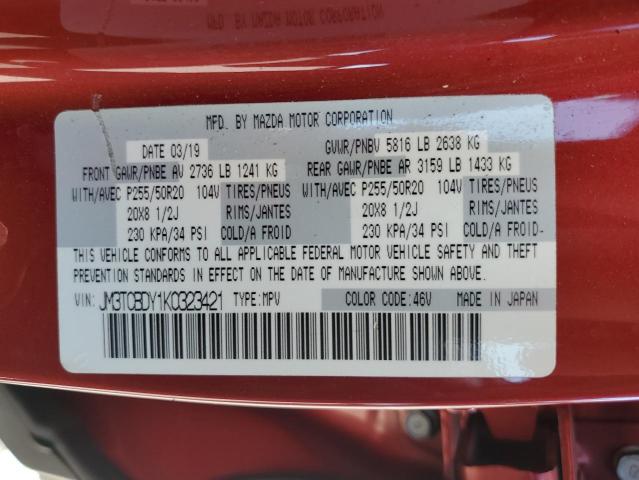 MFD. BY MAZDA MOTOR CORPORATION
DATE 03/19 GVWR/PNBV 5816 LB 2638 KG
FRONT GAWR/PNBE AV 2736 LB 1241 KG REAR GAWR/PNBE AR 3159 LB 1433 KG
WITH/AVEC P255/50R20 104V TIRES/PNEUS WITH/AVEC P255/50R20 104V TIRES/PNEUS
20X8 1/2J RIMS/JANTES 20X8 1/2J RIMS/JANTES
230 KPA/34 PSI COLD/A FROID 230 KPA/34 PSI COLD/A FROID
THIS VEHICLE CONFORMS TO ALL APPLICABLE FEDERAL MOTOR VEHICLE SAFETY AND THEFT
PREVENTION STANDARDS IN EFFECT ON THE DATE OF MANUFACTURE SHOWN ABOVE.
VIN: JM3TCBDY1K0323421 TYPE:MPV COLOR CODE:46V MADE IN JAPAN